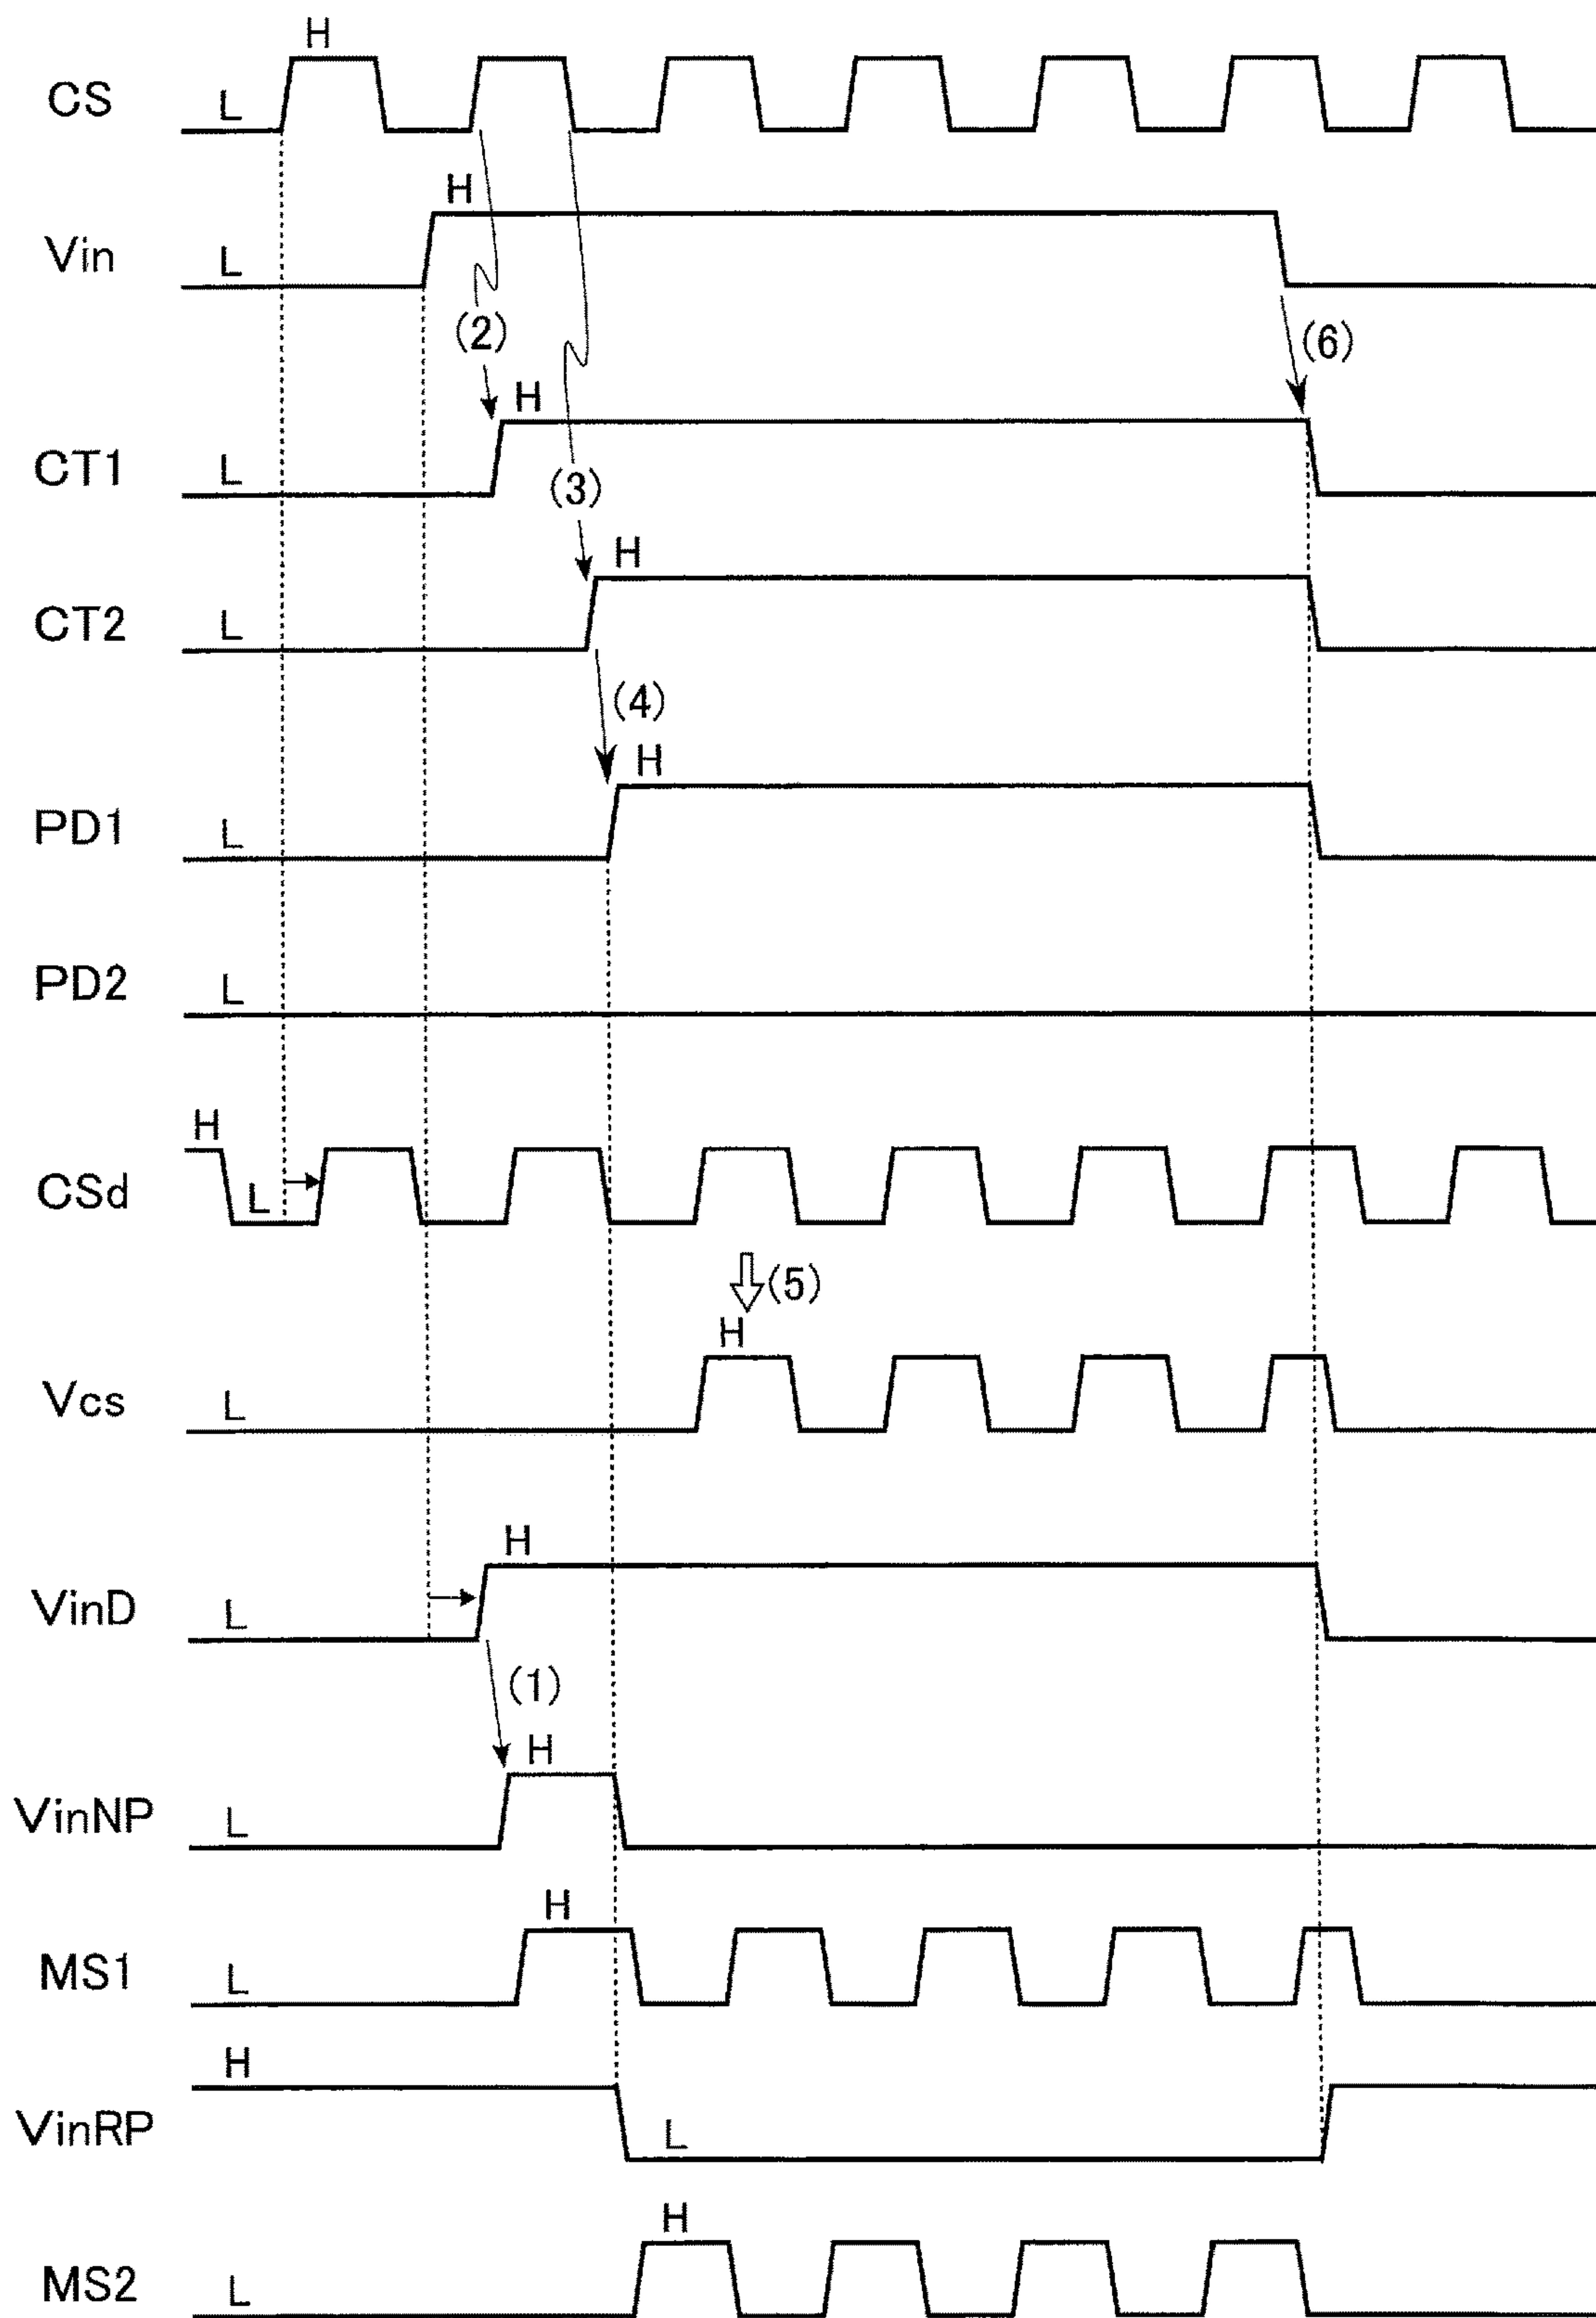 H
CS L
H
Vin L
(2) (6)
H
CT1 L
(3)
H
CT2 L
(4)
H
PD1 L
PD2 L
H
CSd L
(5)
H
Vcs L
H
VinD L
(1)
H
VinNP L
H
MS1 L
H
VinRP L
H
MS2 L